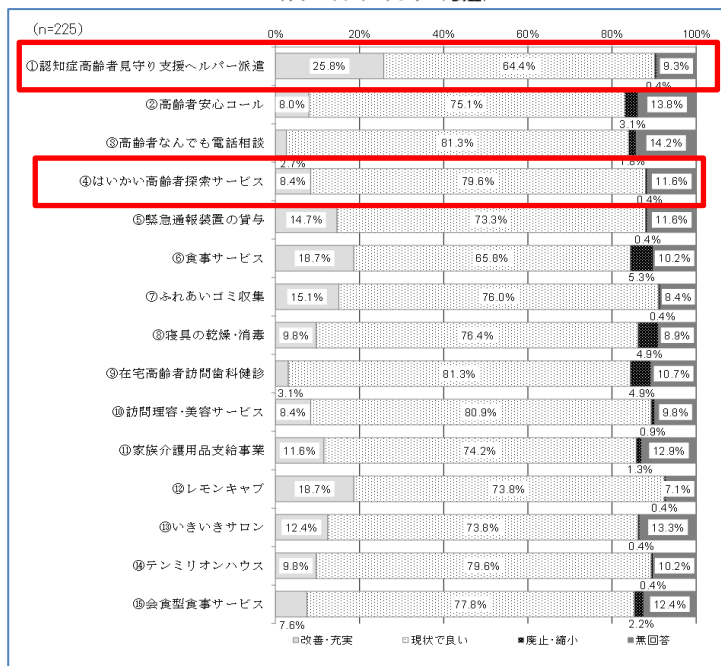 (n=225)
0% 20% 40% 60% 80% 100%
①認知症高齢者見守り支援ヘルパー派遣 25.8% 64.4% 9.3%
0.4%
②高齢者安心コール 8.0% 75.1% 13.8%
3.1%
③高齢者なんでも電話相談 81.3% 14.2%
2.7% 1.8%
④はいかい高齢者探索サービス 8.4% 79.6% 11.6%
0.4%
⑤緊急通報装置の貸与 14.7% 73.3% 11.6%
0.4%
⑥食事サービス 18.7% 65.8% 10.2%
5.3%
⑦ふれあいゴミ収集 15.1% 76.0% 8.4%
0.4%
⑧寝具の乾燥・消毒 9.8% 76.4% 8.9%
4.9%
⑨在宅高齢者訪問歯科健診 81.3% 10.7%
3.1% 4.9%
⑩訪問理容・美容サービス 8.4% 80.9% 9.8%
0.9%
⑪家族介護用品支給事業 11.6% 74.2% 12.9%
1.3%
⑫レモンキャブ 18.7% 73.8% 7.1%
0.4%
⑬いきいきサロン 12.4% 73.8% 13.3%
0.4%
⑭テンミリオンハウス 9.8% 79.6% 10.2%
0.4%
⑮会食型食事サービス 77.8% 12.4%
7.6% 2.2%
改善・充実 現状で良い 廃止・縮小 無回答